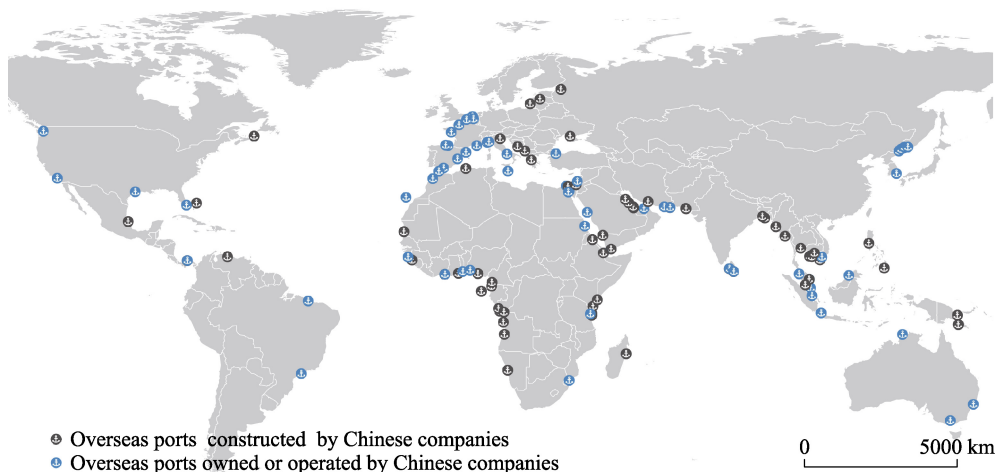 Overseas ports constructed by Chinese companies
Overseas ports owned or operated by Chinese companies
0 5000 km